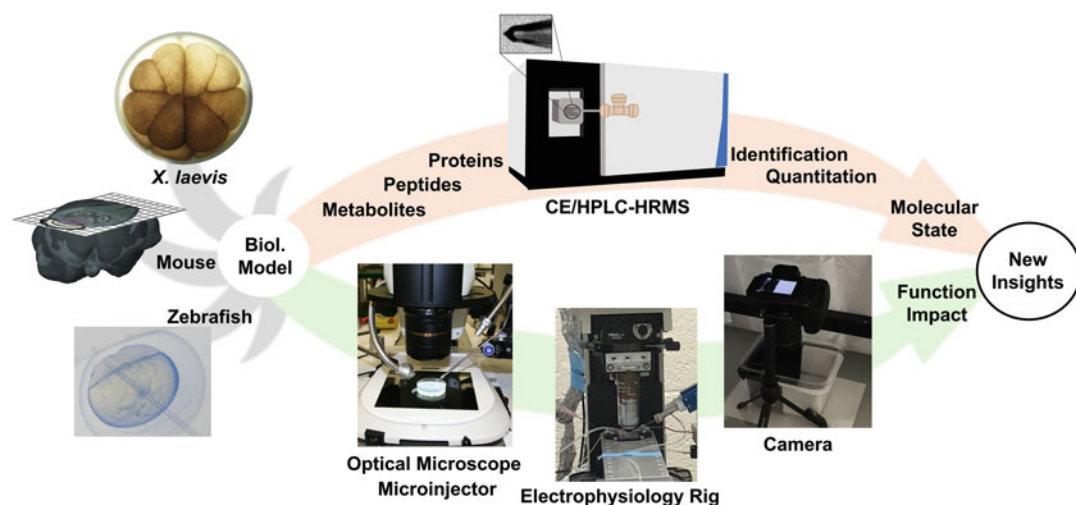 X. laevis
Mouse
Zebrafish
Biol.
Model
Proteins
Peptides
Metabolites
CE/HPLC-HRMS
Identification
Quantitation
Molecular
State
Optical Microscope
Microinjector
Electrophysiology Rig
Camera
Function
Impact
New
Insights